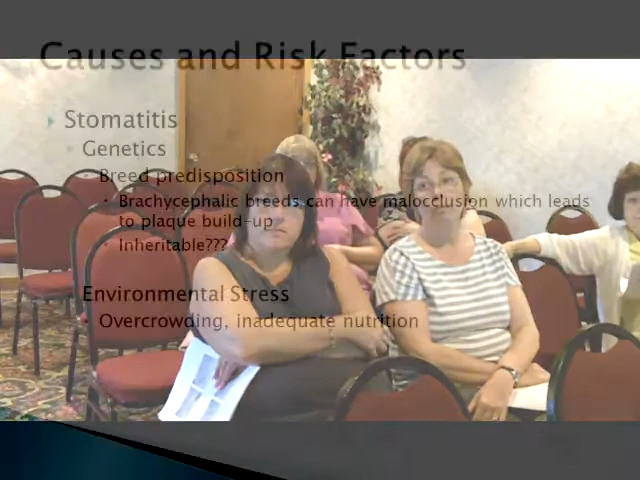 Causes and Risk Factors
Stomatitis
Genetics
Breed predisposition
Brachycephalic breeds can have malocclusion which leads
to plaque build-up
Inheritable???
Environmental Stress
Overcrowding, inadequate nutrition